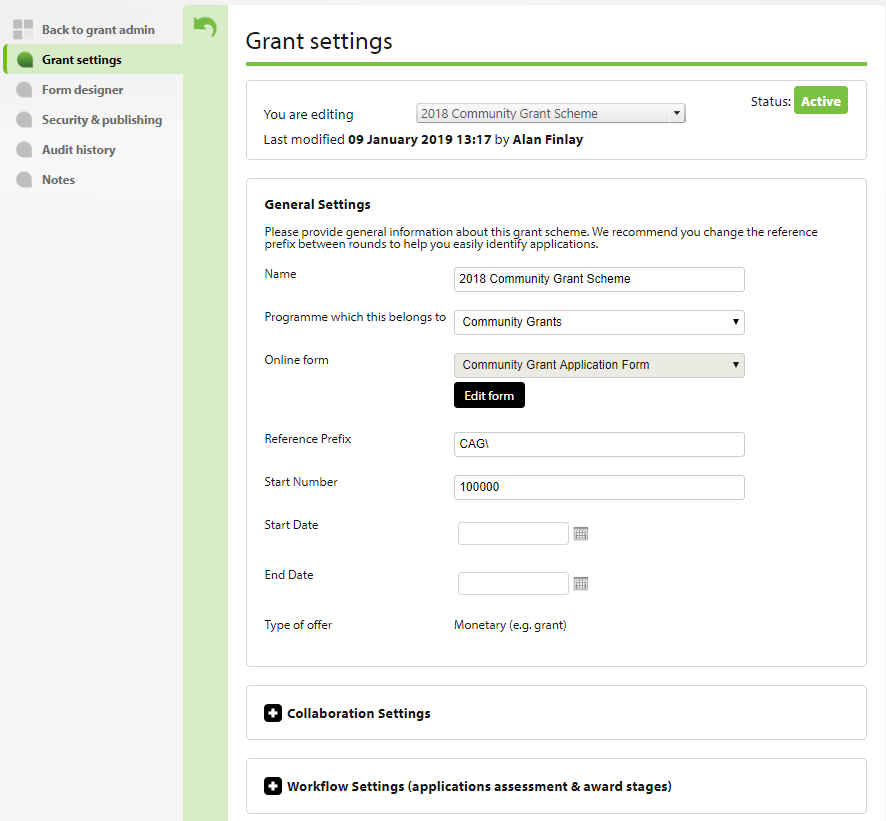 Back to grant admin
Grant settings
Form designer
Security & publishing
Audit history
Notes
Grant settings
You are editing 2018 Community Grant Scheme Status: Active
Last modified 09 January 2019 13:17 by Alan Finlay
General Settings
Please provide general information about this grant scheme. We recommend you change the reference
prefix between rounds to help you easily identify applications.
Name 2018 Community Grant Scheme
Programme which this belongs to Community Grants
Online form Community Grant Application Form
Edit form
Reference Prefix CAG\
Start Number 100000
Start Date
End Date
Type of offer Monetary (e.g. grant)
Collaboration Settings
Workflow Settings (applications assessment & award stages)